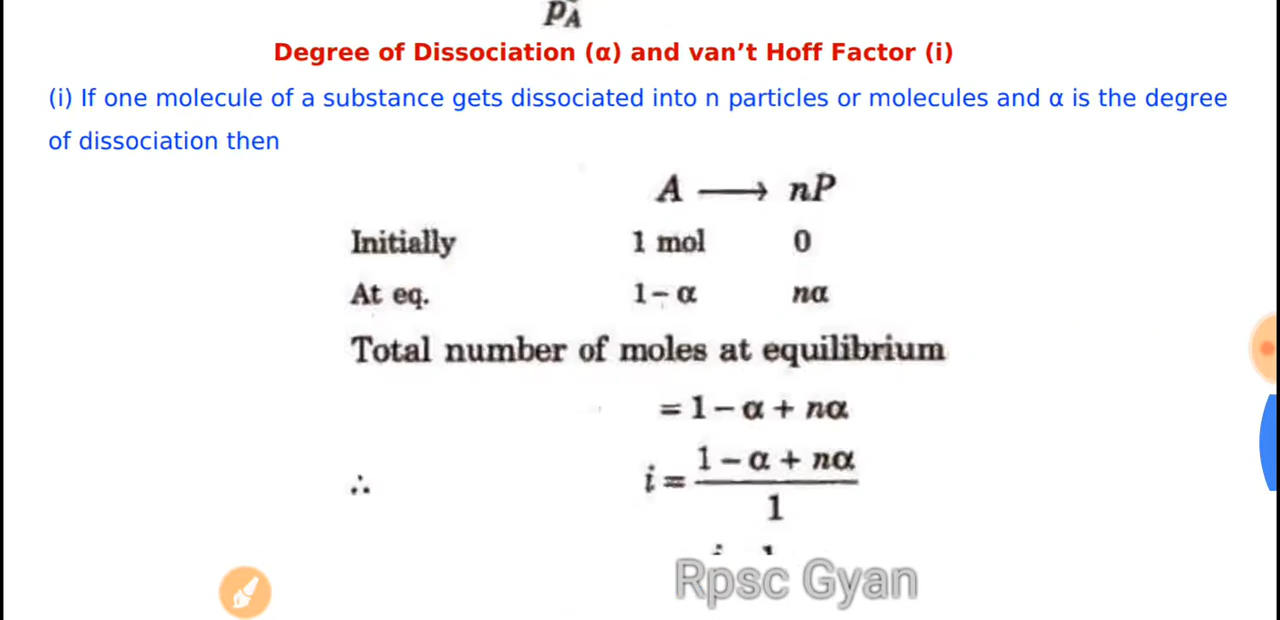 PA
Degree of Dissociation (α) and van’t Hoff Factor (i)
(i) If one molecule of a substance gets dissociated into n particles or molecules and α is the degree
of dissociation then
A ⟶ nP
Initially 1 mol 0
At eq. 1 – α nα
Total number of moles at equilibrium
= 1 – α + nα
∴ i = 1 – α + nα
1
Rpsc Gyan